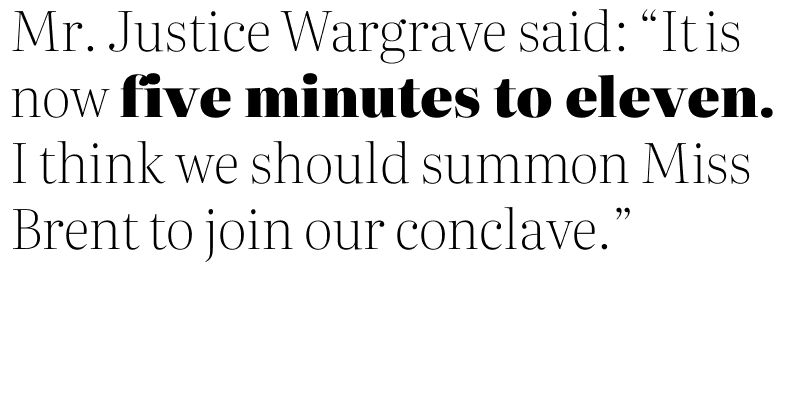 Mr. Justice Wargrave said: “It is
now five minutes to eleven.
I think we should summon Miss
Brent to join our conclave.”